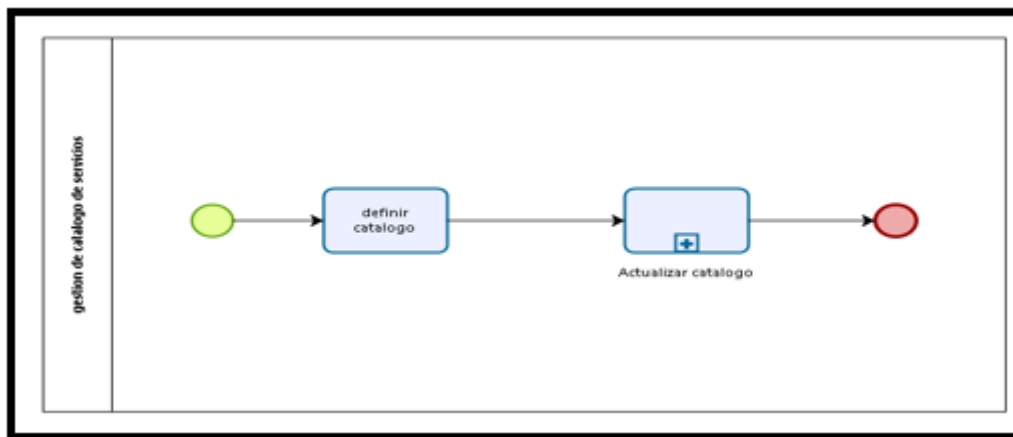 gestion de catalogo de servicios
definir
catalogo
Actualizar catalogo